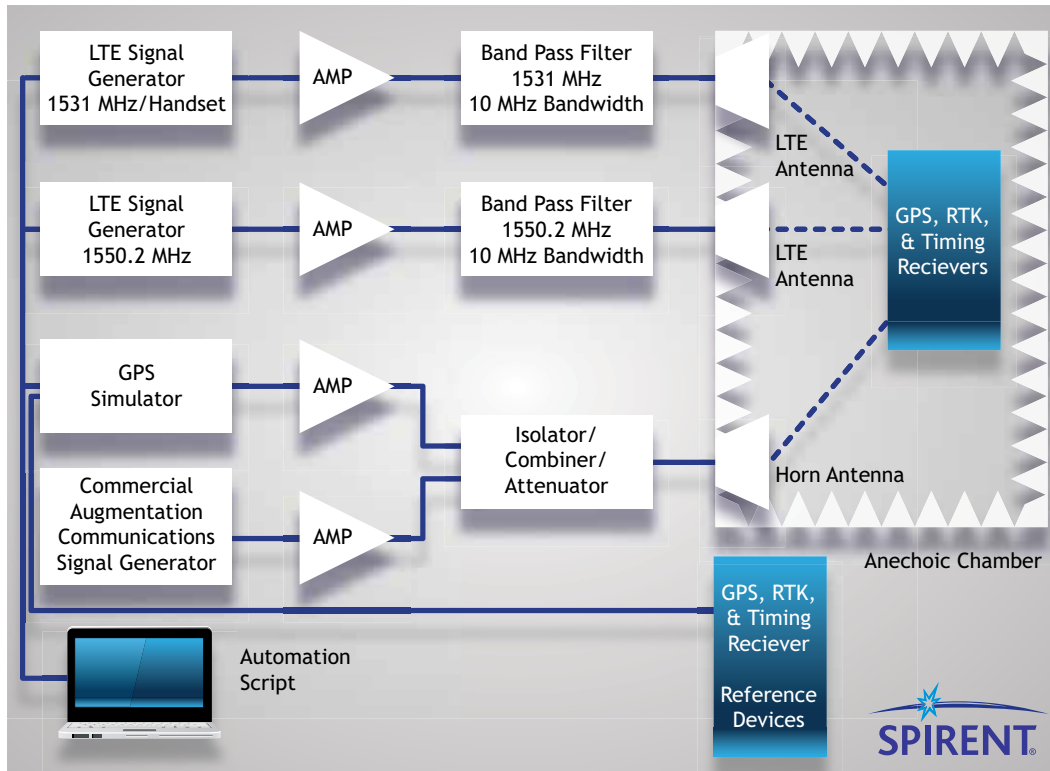 LTE Signal
Generator
1531 MHz/Handset
AMP
Band Pass Filter
1531 MHz
10 MHz Bandwidth
LTE
Antenna
LTE Signal
Generator
1550.2 MHz
AMP
Band Pass Filter
1550.2 MHz
10 MHz Bandwidth
LTE
Antenna
GPS, RTK,
& Timing
Recievers
GPS
Simulator
AMP
Isolator/
Combiner/
Attenuator
Horn Antenna
Commercial
Augmentation
Communications
Signal Generator
AMP
Anechoic Chamber
GPS, RTK,
& Timing
Reciever
Reference
Devices
Automation
Script
SPIRENT®